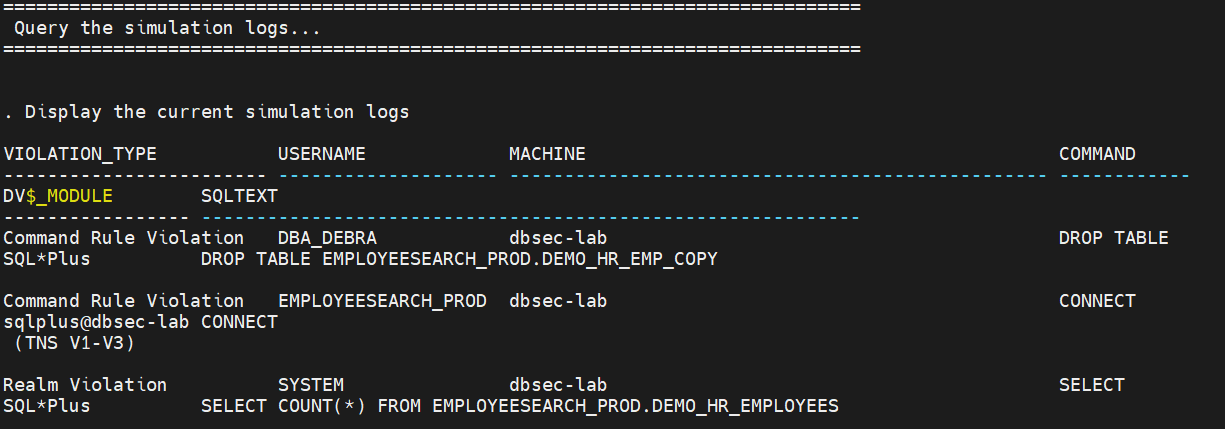 ==============================================================================
Query the simulation logs...
==============================================================================
. Display the current simulation logs
VIOLATION_TYPE           USERNAME             MACHINE                                           COMMAND
------------------------ -------------------- ------------------------------------------------- ------------
DV$_MODULE        SQLTEXT
----------------- ------------------------------------------------------------
Command Rule Violation   DBA_DEBRA            dbsec-lab                                         DROP TABLE
SQL*Plus          DROP TABLE EMPLOYEESEARCH_PROD.DEMO_HR_EMP_COPY
Command Rule Violation   EMPLOYEESEARCH_PROD  dbsec-lab                                         CONNECT
sqlplus@dbsec-lab CONNECT
(TNS V1-V3)
Realm Violation          SYSTEM               dbsec-lab                                         SELECT
SQL*Plus          SELECT COUNT(*) FROM EMPLOYEESEARCH_PROD.DEMO_HR_EMPLOYEES